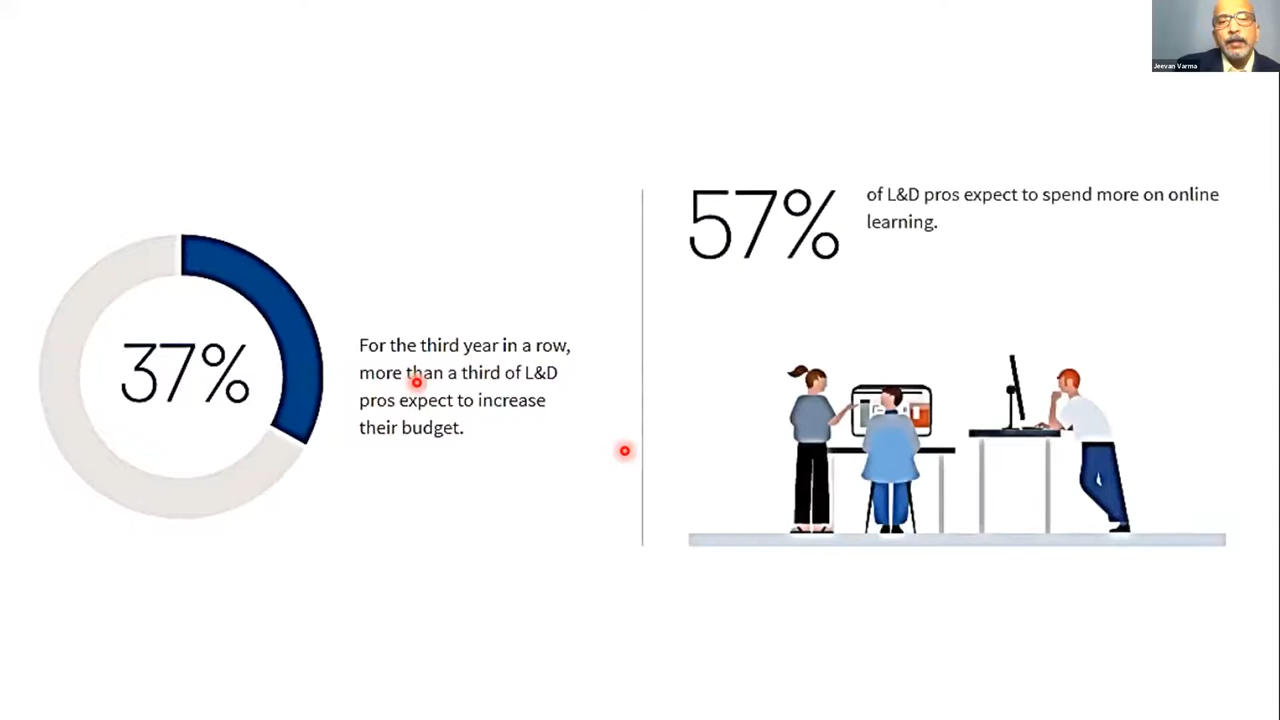 Jeevan Varma
37%
For the third year in a row,
more than a third of L&D
pros expect to increase
their budget.
57%
of L&D pros expect to spend more on online
learning.